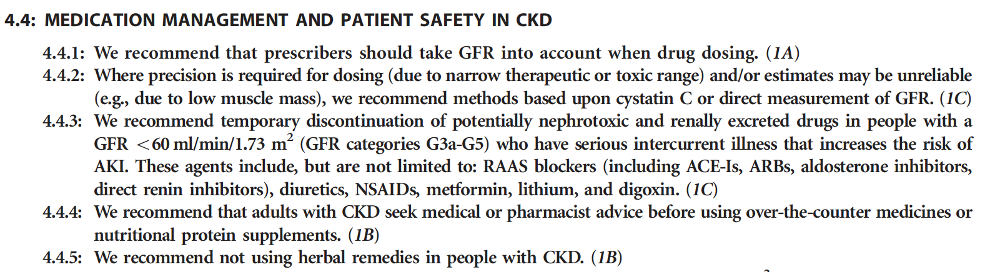 4.4: MEDICATION MANAGEMENT AND PATIENT SAFETY IN CKD
4.4.1: We recommend that prescribers should take GFR into account when drug dosing. (1A)
4.4.2: Where precision is required for dosing (due to narrow therapeutic or toxic range) and/or estimates may be unreliable
(e.g., due to low muscle mass), we recommend methods based upon cystatin C or direct measurement of GFR. (1C)
4.4.3: We recommend temporary discontinuation of potentially nephrotoxic and renally excreted drugs in people with a
GFR <60 ml/min/1.73 m² (GFR categories G3a-G5) who have serious intercurrent illness that increases the risk of
AKI. These agents include, but are not limited to: RAAS blockers (including ACE-Is, ARBs, aldosterone inhibitors,
direct renin inhibitors), diuretics, NSAIDs, metformin, lithium, and digoxin. (1C)
4.4.4: We recommend that adults with CKD seek medical or pharmacist advice before using over-the-counter medicines or
nutritional protein supplements. (1B)
4.4.5: We recommend not using herbal remedies in people with CKD. (1B)